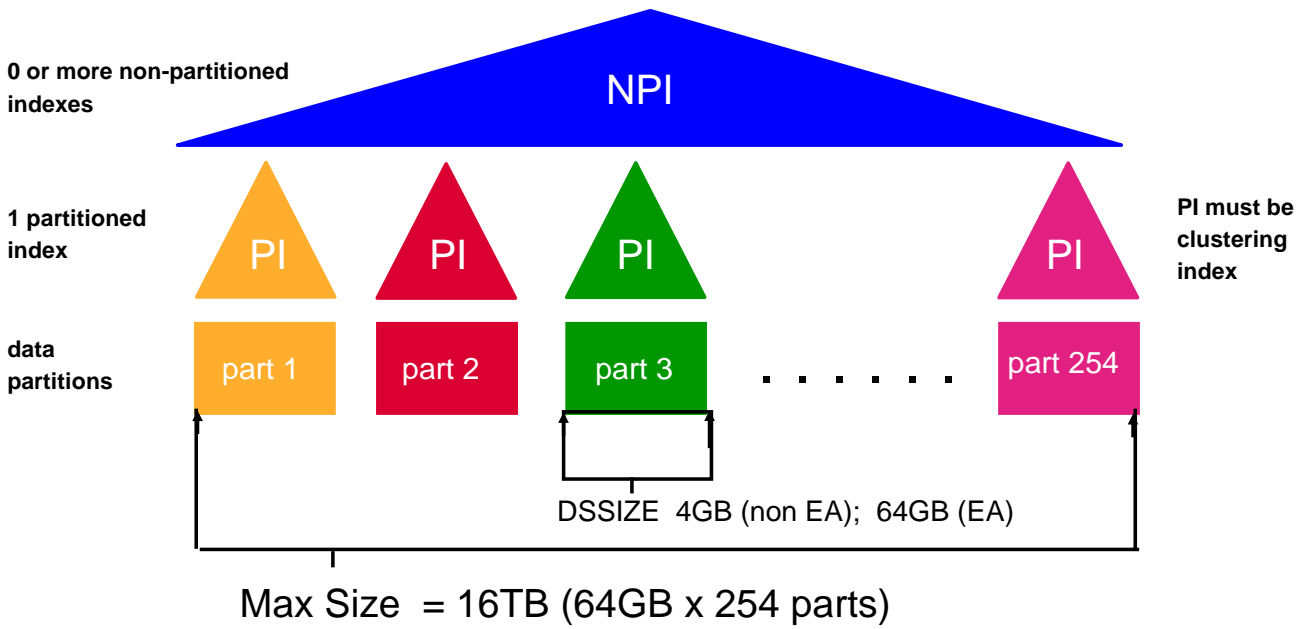 0 or more non-partitioned
indexes
NPI
1 partitioned
index
PI
PI
PI
PI
PI must be
clustering
index
data
partitions
part 1
part 2
part 3
. . . . . .
part 254
DSSIZE 4GB (non EA); 64GB (EA)
Max Size = 16TB (64GB x 254 parts)